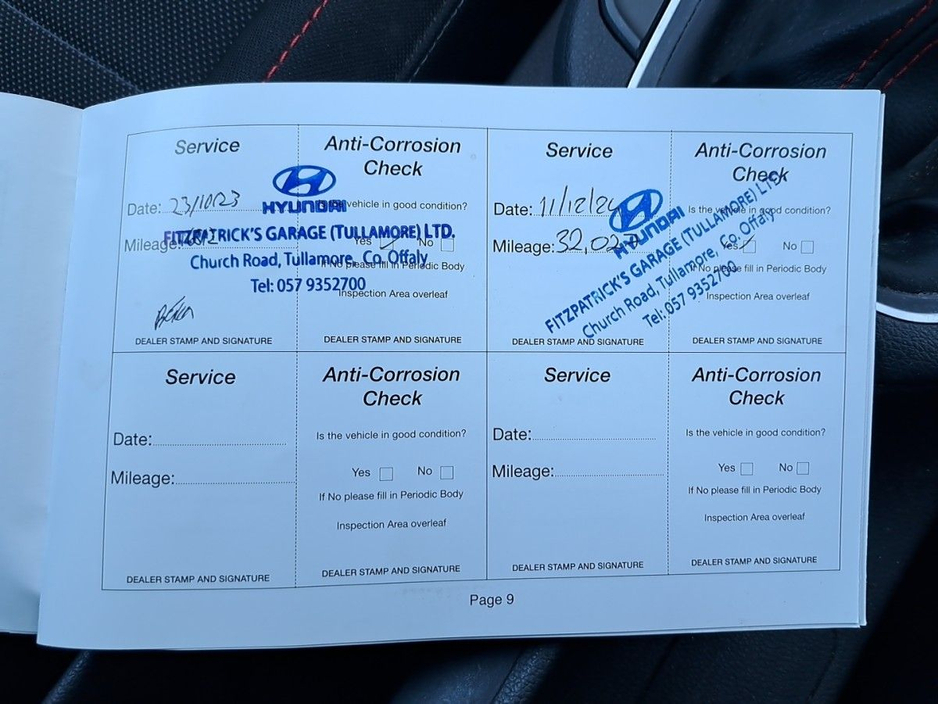 Service
Date: 23/10/23
Mileage:
HYUNDAI
FITZPATRICK'S GARAGE (TULLAMORE) LTD.
Church Road, Tullamore, Co. Offaly
Tel: 057 9352700
DEALER STAMP AND SIGNATURE
Anti-Corrosion
Check
Is the vehicle in good condition?
Yes No
If No please fill in Periodic Body
Inspection Area overleaf
DEALER STAMP AND SIGNATURE
Service
Date: 11/12/24
Mileage: 32,02
HYUNDAI
FITZPATRICK'S GARAGE (TULLAMORE) LTD.
Church Road, Tullamore, Co. Offaly
Tel: 057 9352700
DEALER STAMP AND SIGNATURE
Anti-Corrosion
Check
Is the vehicle in good condition?
Yes No
If No please fill in Periodic Body
Inspection Area overleaf
DEALER STAMP AND SIGNATURE
Service
Date:
Mileage:
DEALER STAMP AND SIGNATURE
Anti-Corrosion
Check
Is the vehicle in good condition?
Yes No
If No please fill in Periodic Body
Inspection Area overleaf
DEALER STAMP AND SIGNATURE
Service
Date:
Mileage:
DEALER STAMP AND SIGNATURE
Anti-Corrosion
Check
Is the vehicle in good condition?
Yes No
If No please fill in Periodic Body
Inspection Area overleaf
DEALER STAMP AND SIGNATURE
Page 9